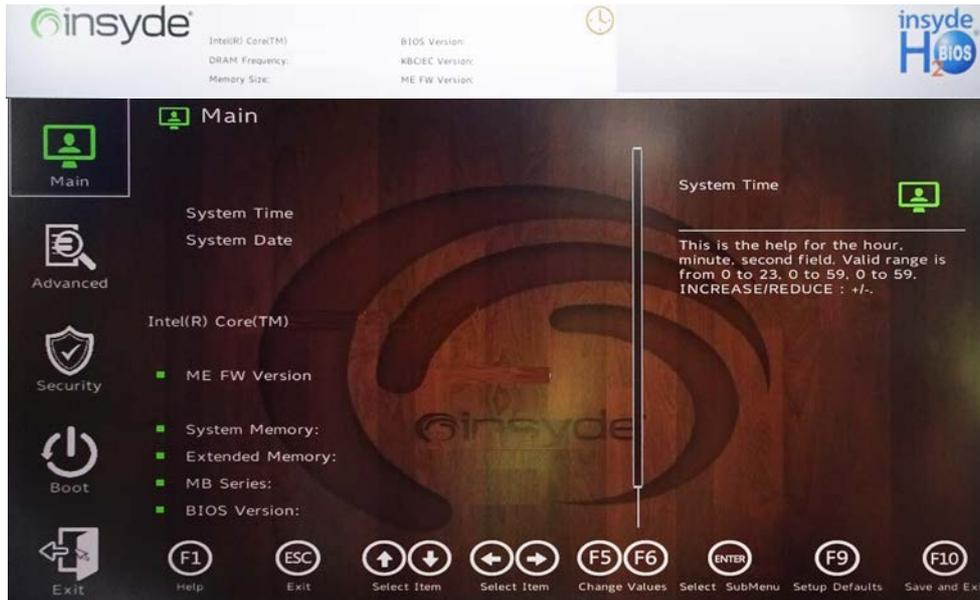 insyde
Intel(R) Core(TM)
DRAM Frequency:
Memory Size:
BIOS Version:
KBC/EC Version:
ME FW Version:
insyde
H2O
BIOS
Main
Main
System Time
System Date
Intel(R) Core(TM)
ME FW Version
System Memory:
Extended Memory:
MB Series:
BIOS Version:
insyde
System Time
This is the help for the hour,
minute, second field. Valid range is
from 0 to 23, 0 to 59, 0 to 59.
INCREASE/REDUCE : +/-.
Advanced
Security
Boot
Exit
F1
Help
ESC
Exit
Select Item
Select Item
F5 F6
Change Values
ENTER
Select SubMenu
F9
Setup Defaults
F10
Save and Ex